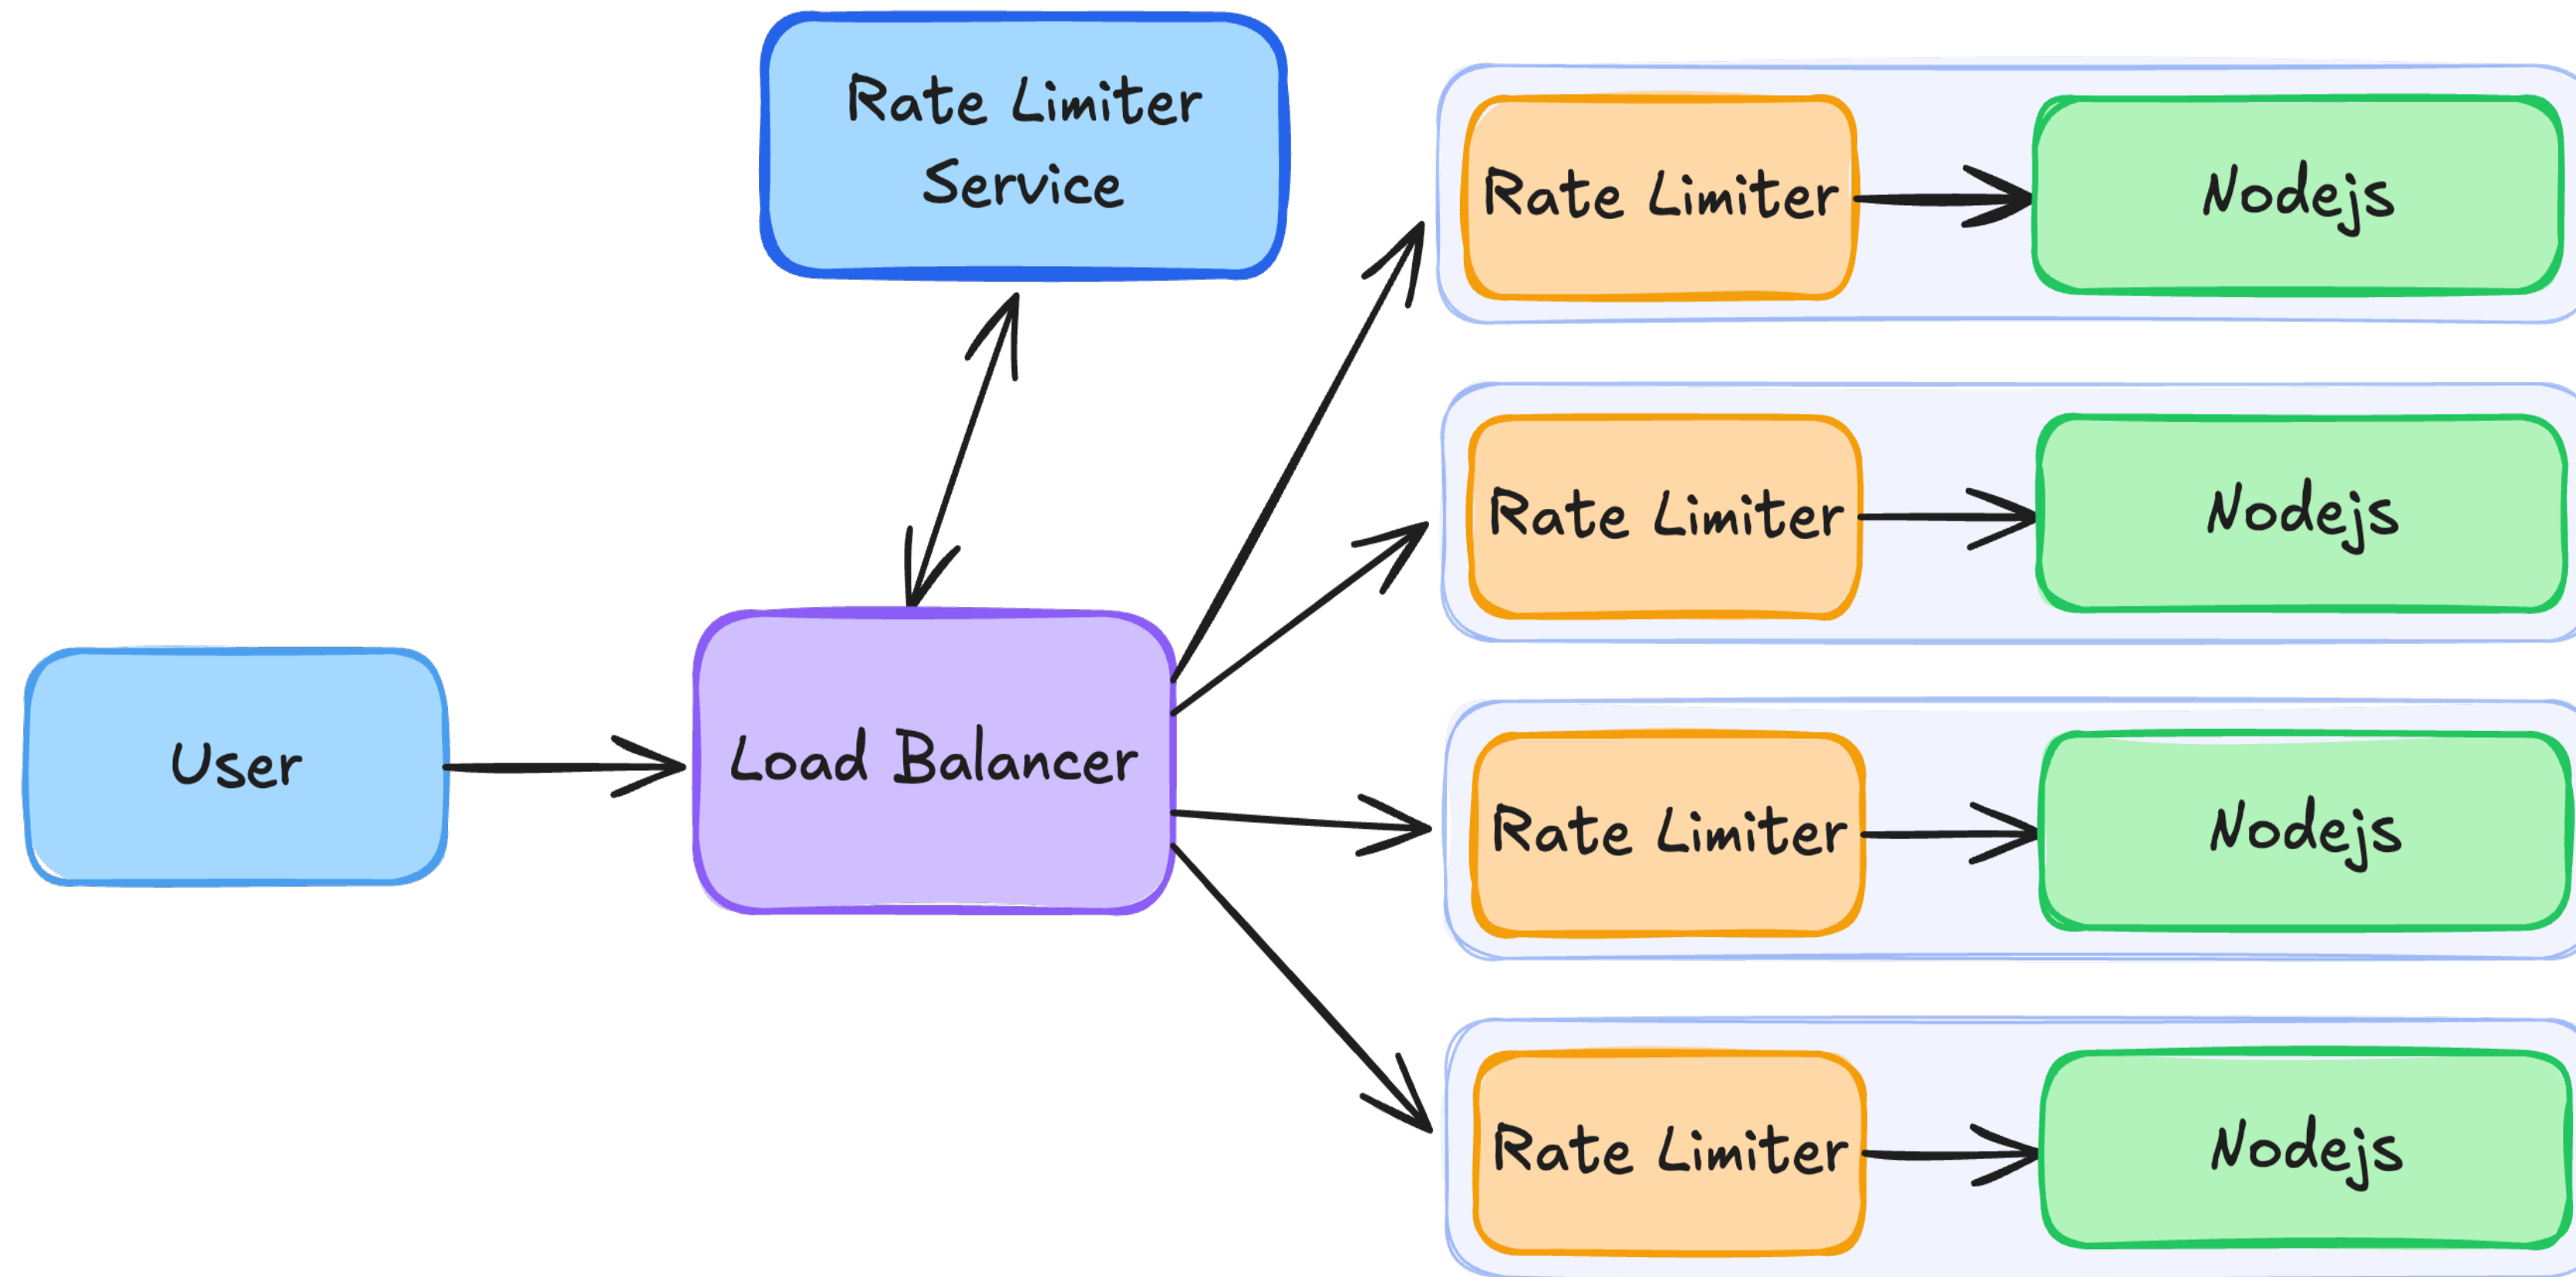 Rate Limiter
Service
Rate Limiter
Nodejs
Rate Limiter
Nodejs
User
Load Balancer
Rate Limiter
Nodejs
Rate Limiter
Nodejs